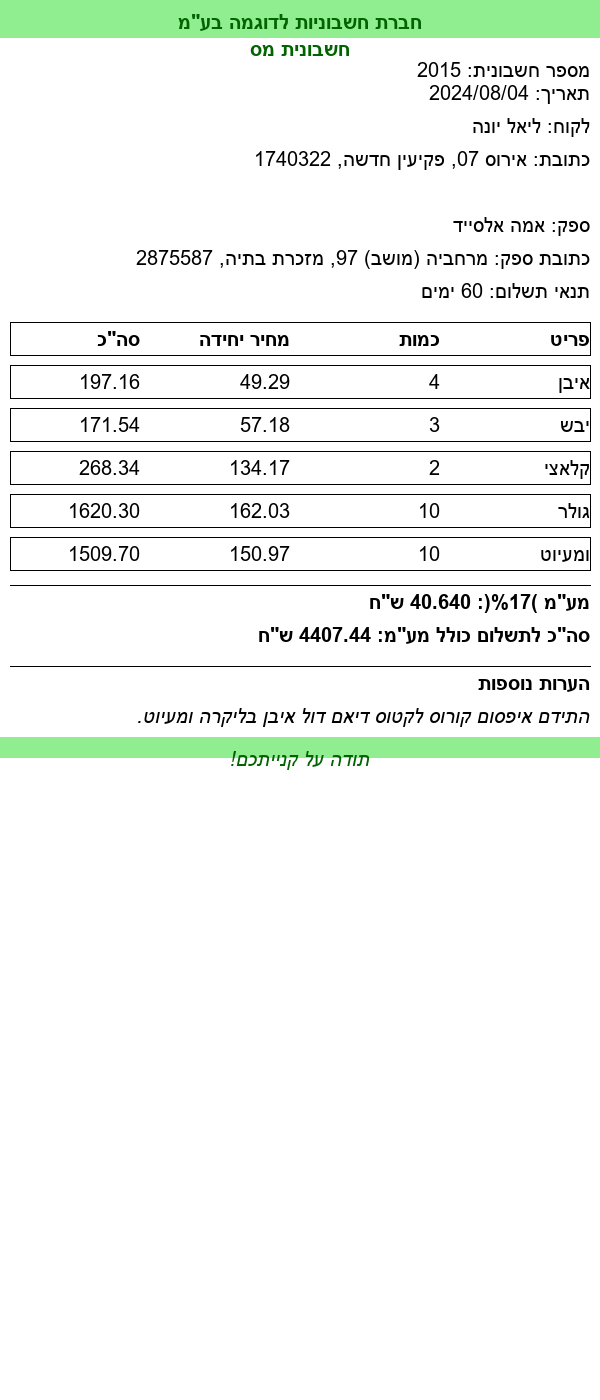 חברת חשבוניות לדוגמה בע"מ
חשבונית מס
מספר חשבונית: 2015
תאריך: 2024/08/04
לקוח: ליאל יונה
כתובת: אירוס 07, פקיעין חדשה, 1740322
ספק: אמה אלסייד
כתובת ספק: מרחביה (מושב) 97, מזכרת בתיה, 2875587
תנאי תשלום: 60 ימים
פריט כמות מחיר יחידה סה"כ
איבן 4 49.29 197.16
יבש 3 57.18 171.54
קלאצי 2 134.17 268.34
גולר 10 162.03 1620.30
ומעיוט 10 150.97 1509.70
מע"מ )17%(: 40.640 ש"ח
סה"כ לתשלום כולל מע"מ: 4407.44 ש"ח
הערות נוספות
התידם איפסום קורוס לקטוס דיאם דול איבן בליקרה ומעיוט.
תודה על קנייתכם!